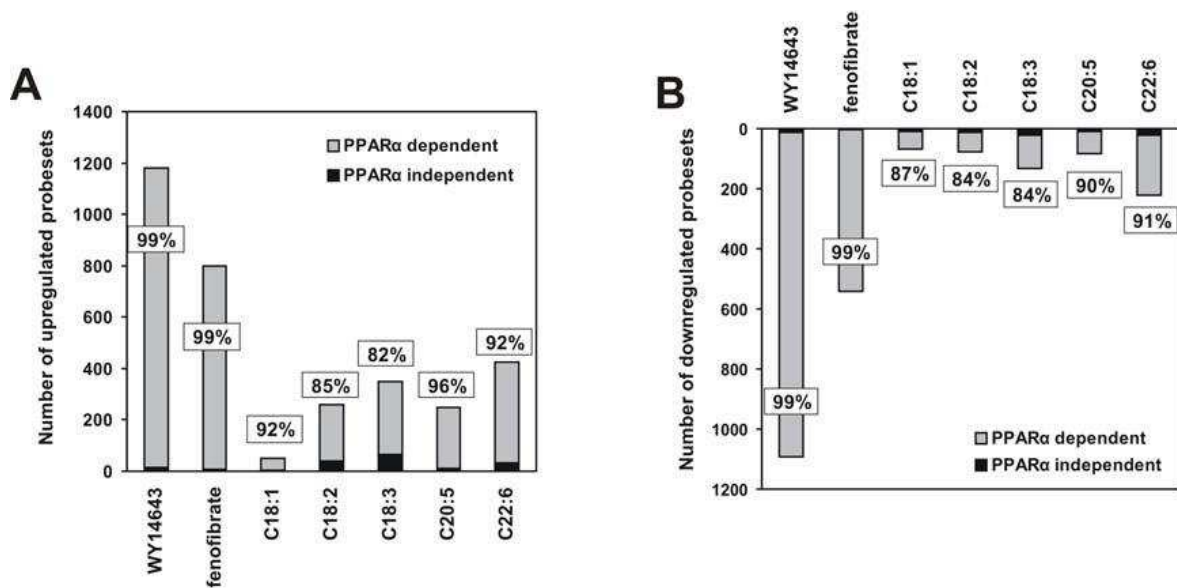 A
Number of upregulated probesets
1400
1200
1000
800
600
400
200
0
PPARα dependent
PPARα independent
99%
99%
92%
85%
82%
96%
92%
WY14643
fenofibrate
C18:1
C18:2
C18:3
C20:5
C22:6
B
WY14643
fenofibrate
C18:1
C18:2
C18:3
C20:5
C22:6
Number of downregulated probesets
0
200
400
600
800
1000
1200
99%
99%
87%
84%
84%
90%
91%
PPARα dependent
PPARα independent